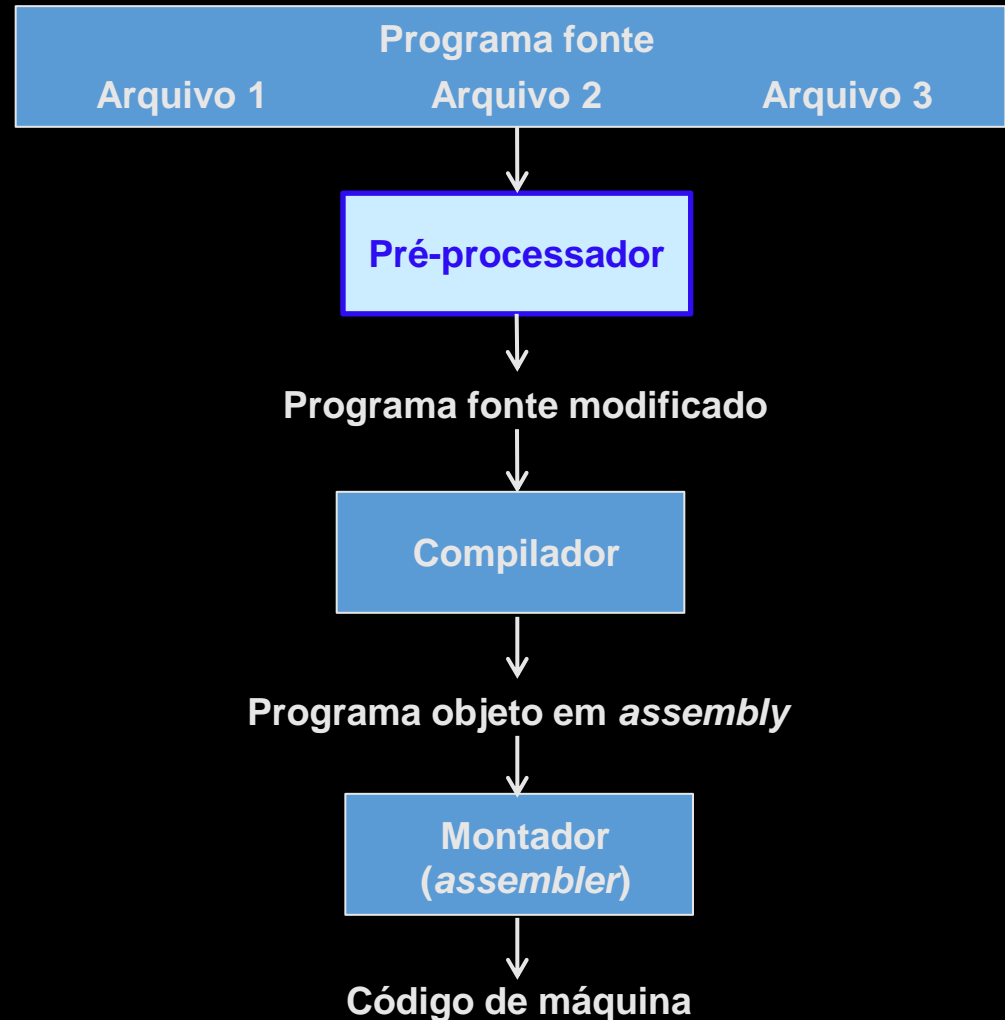 Programa fonte
Arquivo 1 Arquivo 2 Arquivo 3
Pré-processador
Programa fonte modificado
Compilador
Programa objeto em assembly
Montador
(assembler)
Código de máquina